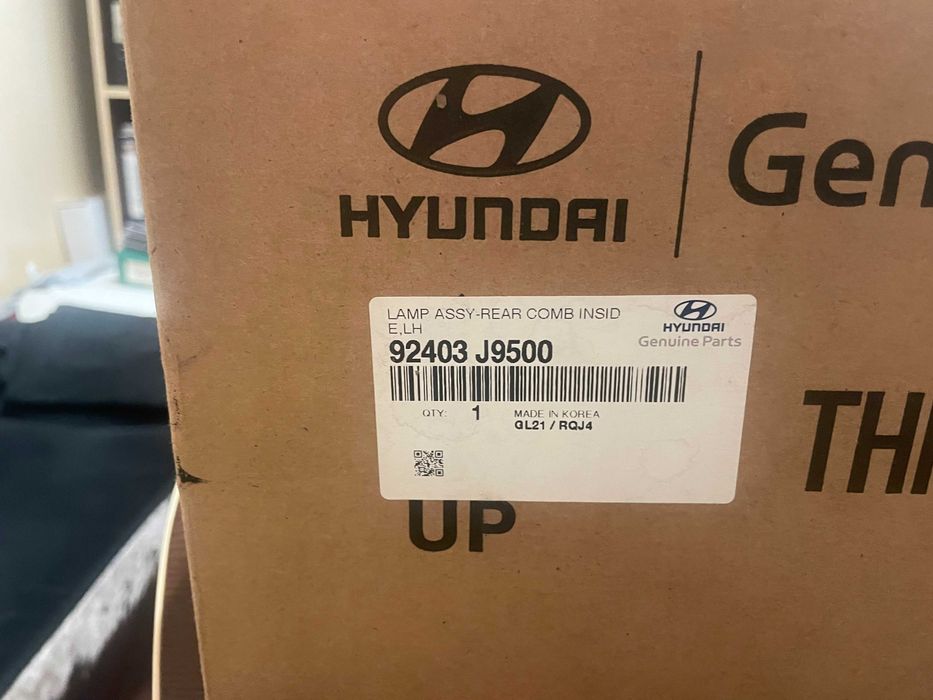 HYUNDAI
Gen
LAMP ASSY-REAR COMB INSID
E,LH
HYUNDAI
Genuine Parts
92403 J9500
QTY: 1
MADE IN KOREA
GL21 / RQJ4
TH
UP